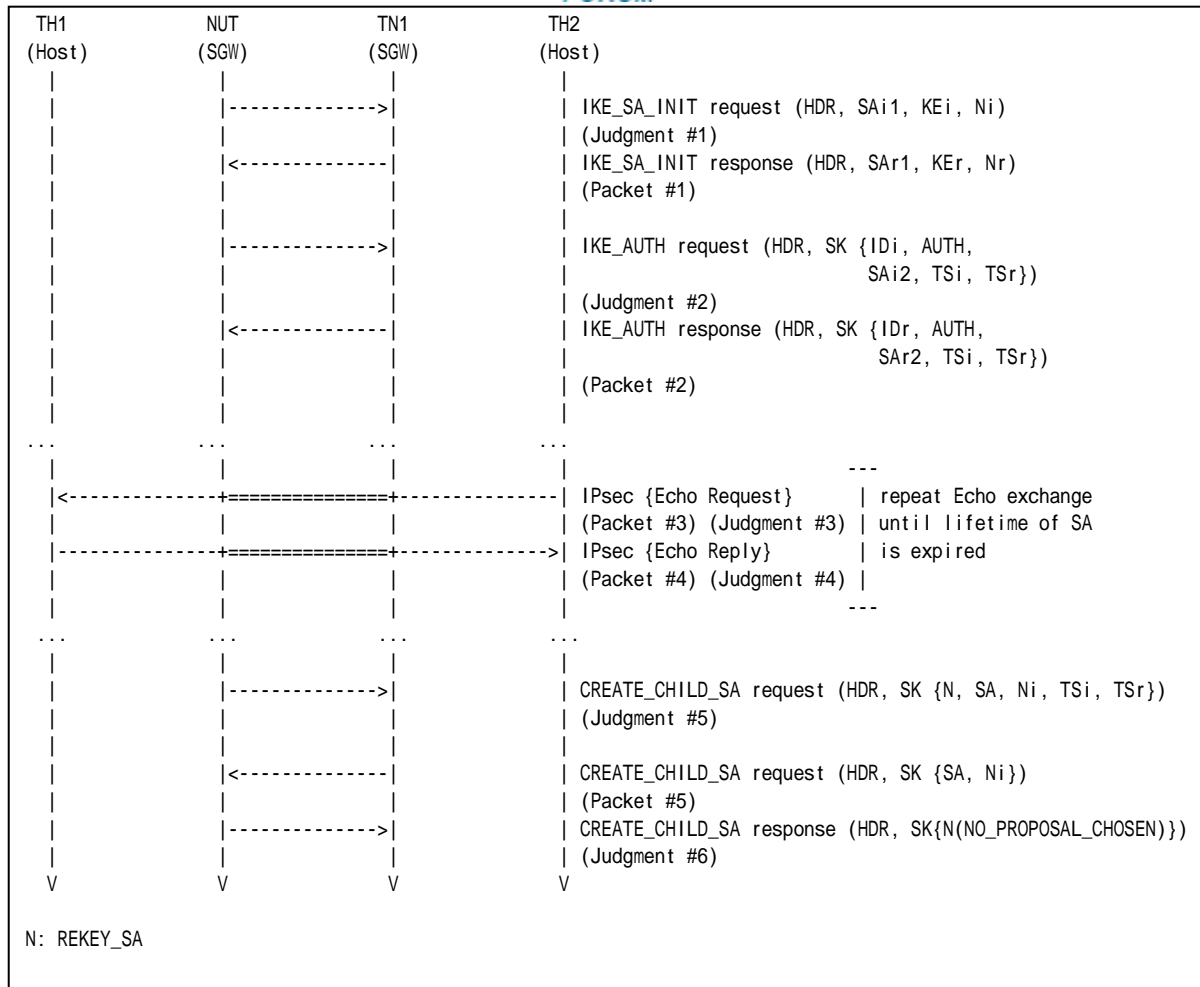 TH1 NUT TN1 TH2
(Host) (SGW) (SGW) (Host)
| | | |
| |-------------->| | IKE_SA_INIT request (HDR, SAi1, KEi, Ni)
| | | | (Judgment #1)
| |<--------------| | IKE_SA_INIT response (HDR, SAr1, KEr, Nr)
| | | | (Packet #1)
| | | |
| |-------------->| | IKE_AUTH request (HDR, SK {IDi, AUTH,
| | | | SAi2, TSi, TSr})
| | | | (Judgment #2)
| |<--------------| | IKE_AUTH response (HDR, SK {IDr, AUTH,
| | | | SAr2, TSi, TSr})
| | | | (Packet #2)
| | | |
... ... ... ...
| | | | ---
|<--------------+===============+--------------| IPsec {Echo Request} | repeat Echo exchange
| | | | (Packet #3) (Judgment #3) | until lifetime of SA
|---------------+===============+------------->| IPsec {Echo Reply} | is expired
| | | | (Packet #4) (Judgment #4) |
| | | | ---
... ... ... ...
| | | |
| |-------------->| | CREATE_CHILD_SA request (HDR, SK {N, SA, Ni, TSi, TSr})
| | | | (Judgment #5)
| | | |
| |<--------------| | CREATE_CHILD_SA request (HDR, SK {SA, Ni})
| | | | (Packet #5)
| |-------------->| | CREATE_CHILD_SA response (HDR, SK{N(NO_PROPOSAL_CHOSEN)})
| | | | (Judgment #6)
V V V V
N: REKEY_SA